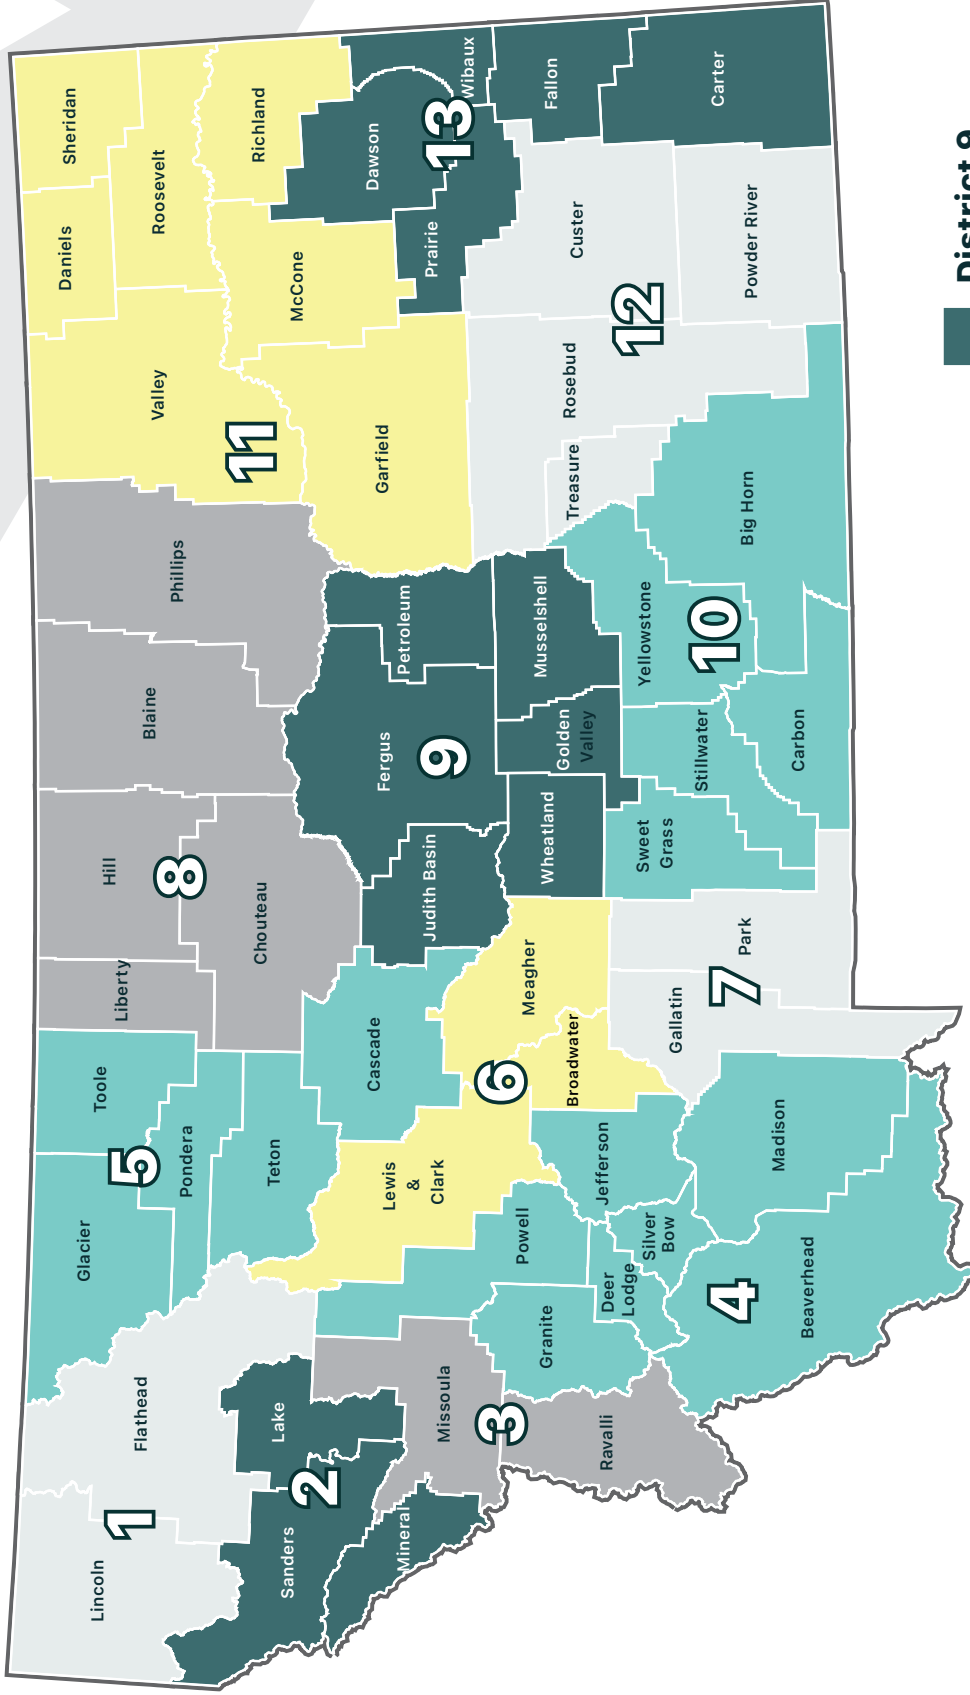 Lincoln
Flathead
1
Glacier
Toole
5
Pondera
Teton
Liberty
Hill
8
Blaine
Phillips
Chouteau
Valley
Daniels
Sheridan
Roosevelt
11
Richland
McCone
Garfield
Sanders
2
Lake
Mineral
Missoula
3
Ravalli
Lewis
&
Clark
Powell
Granite
Deer
Lodge
Silver
Bow
Jefferson
4
Beaverhead
Madison
Cascade
6
Meagher
Broadwater
Gallatin
7
Park
Judith Basin
Fergus
9
Petroleum
Wheatland
Golden
Valley
Musselshell
Sweet
Grass
Stillwater
Yellowstone
10
Carbon
Big Horn
Treasure
Rosebud
12
Custer
Powder River
Dawson
13
Wibaux
Prairie
Fallon
Carter
District 9